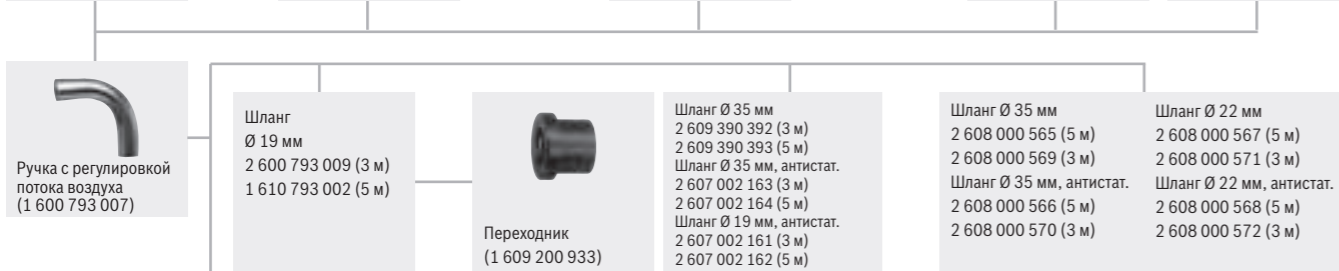 Ручка с регулировкой
потока воздуха
(1 600 793 007)
Шланг
Ø 19 мм
2 600 793 009 (3 м)
1 610 793 002 (5 м)
Переходник
(1 609 200 933)
Шланг Ø 35 мм
2 609 390 392 (3 м)
2 609 390 393 (5 м)
Шланг Ø 35 мм, антистат.
2 607 002 163 (3 м)
2 607 002 164 (5 м)
Шланг Ø 19 мм, антистат.
2 607 002 161 (3 м)
2 607 002 162 (5 м)
Шланг Ø 35 мм
2 608 000 565 (5 м)
2 608 000 569 (3 м)
Шланг Ø 35 мм, антистат.
2 608 000 566 (5 м)
2 608 000 570 (3 м)
Шланг Ø 22 мм
2 608 000 567 (5 м)
2 608 000 571 (3 м)
Шланг Ø 22 мм, антистат.
2 608 000 568 (5 м)
2 608 000 572 (3 м)